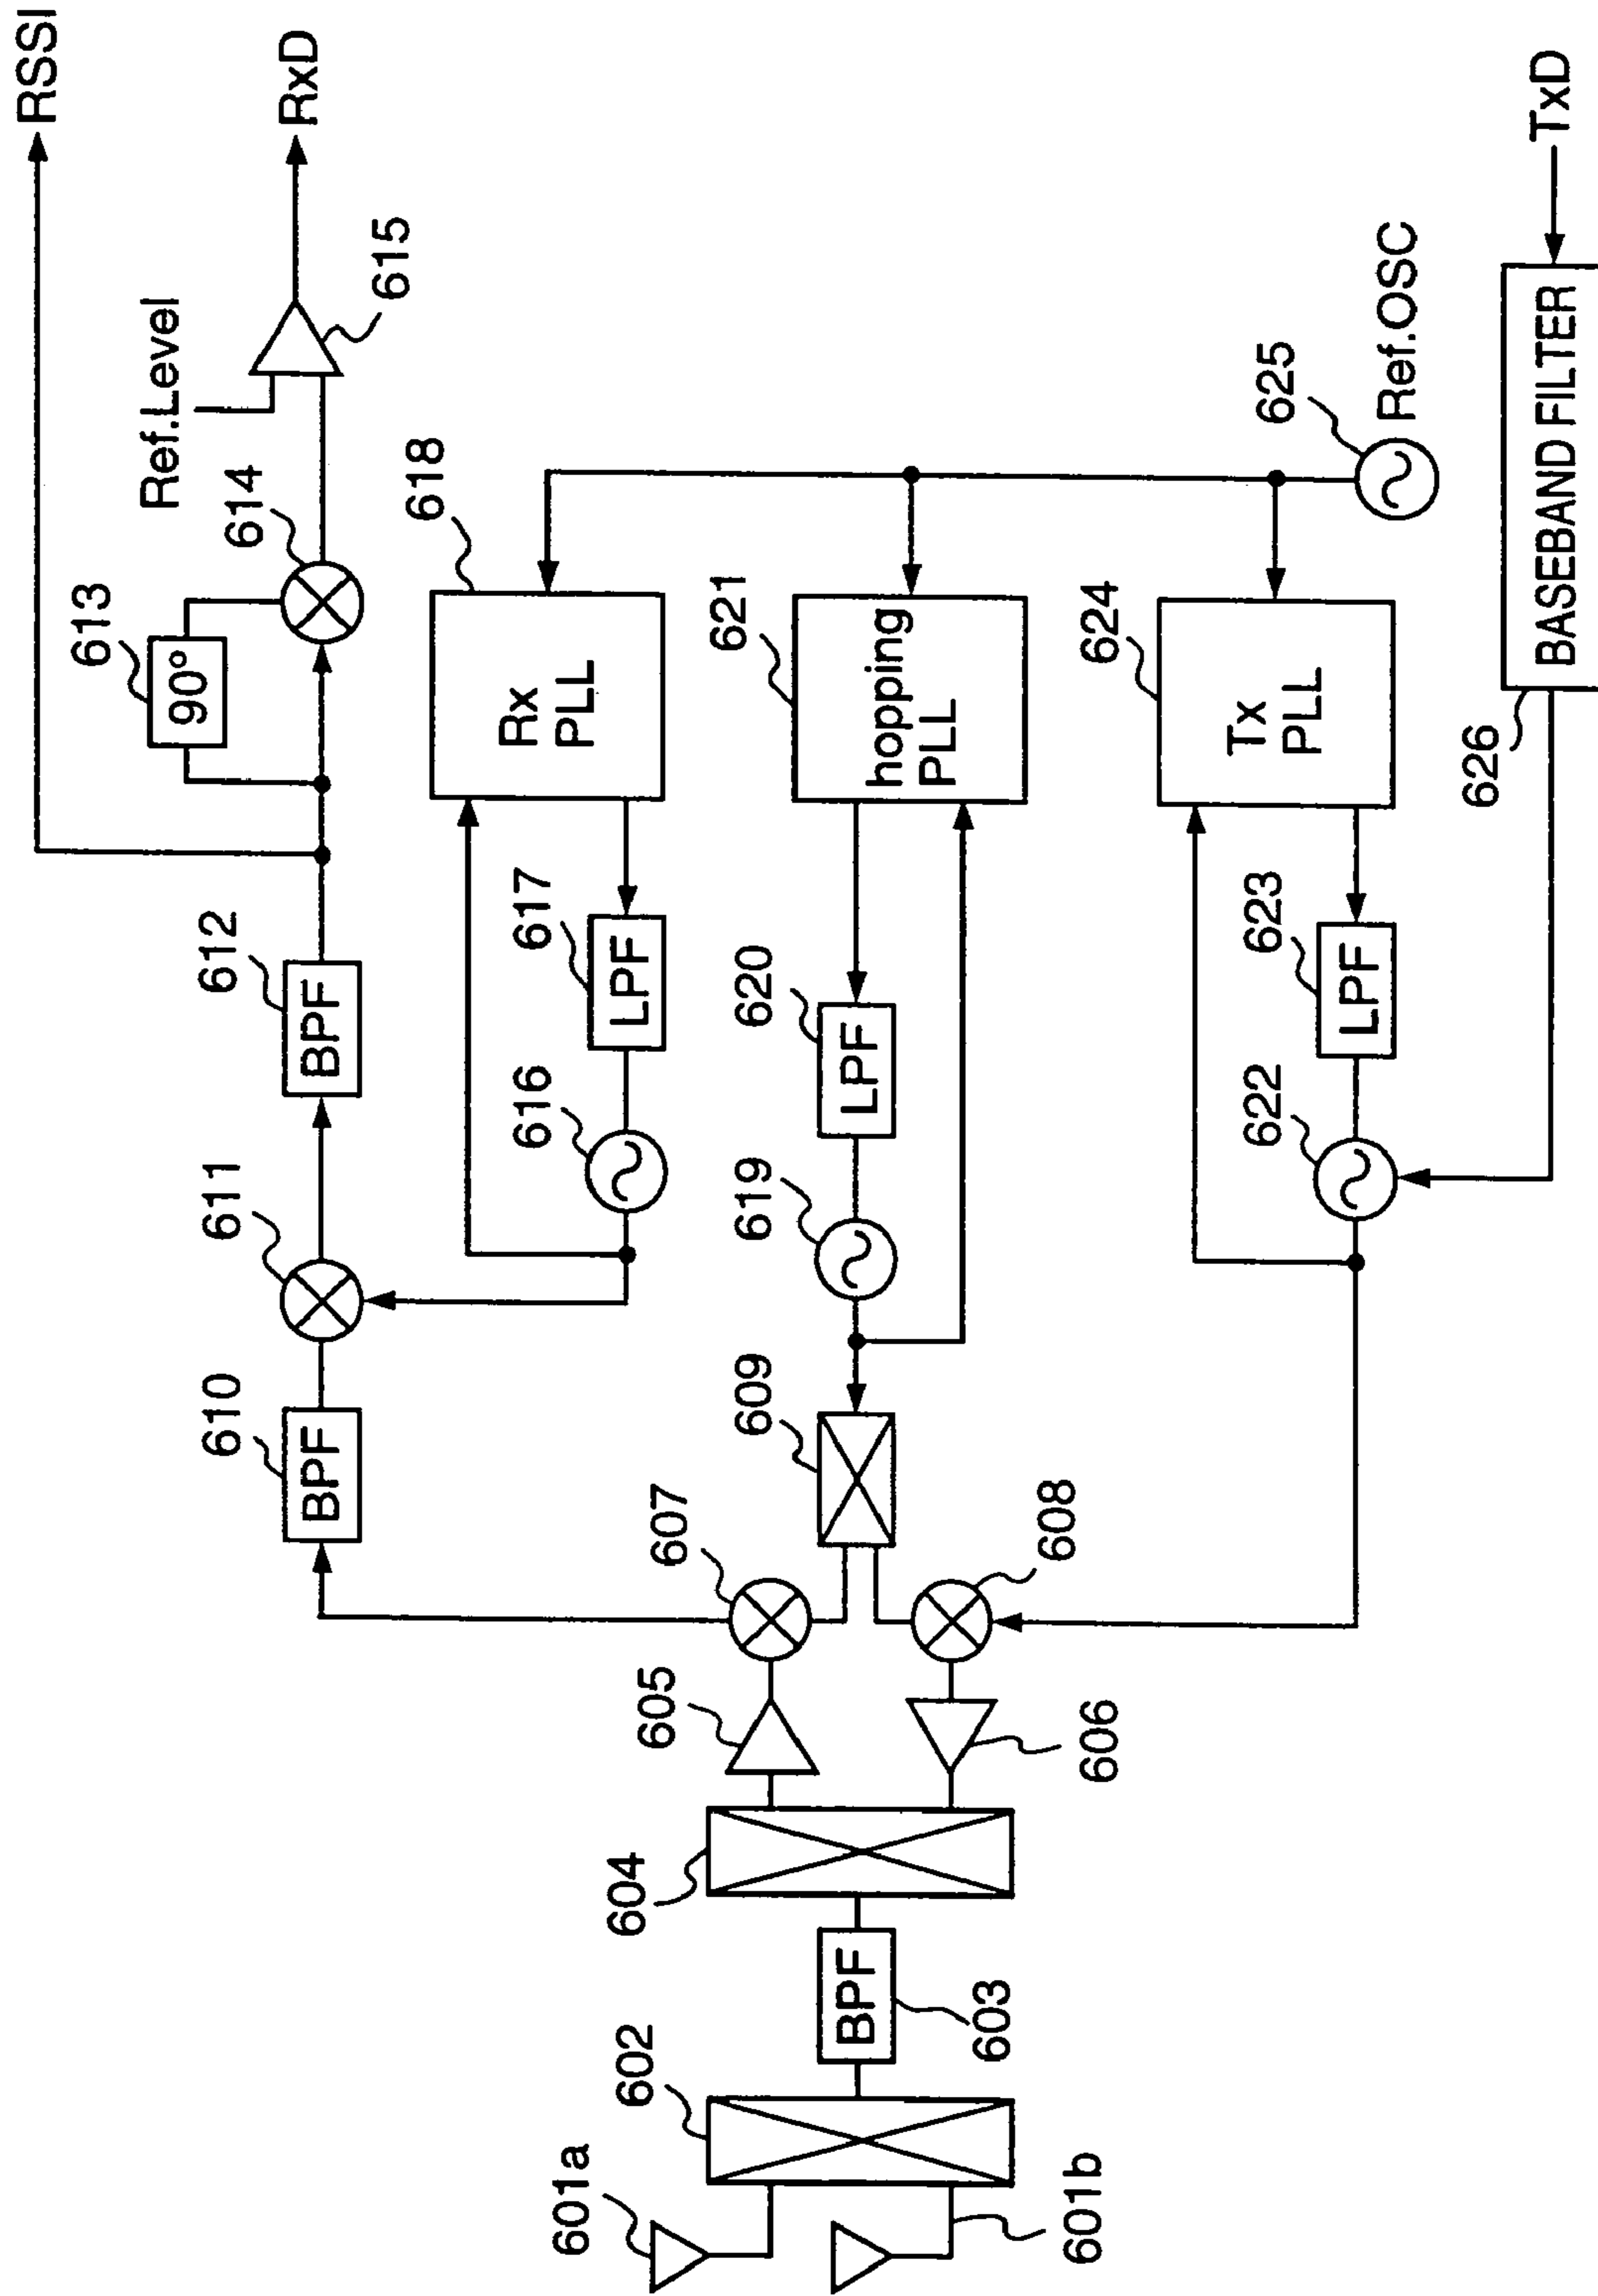 RSSI
RxD
Ref.Level
615
614
613
90°
612
BPF
611
610
BPF
618
Rx
PLL
617
LPF
616
621
hopping
PLL
620
LPF
619
609
607
608
605
606
604
603
BPF
602
601a
601b
624
Tx
PLL
623
LPF
622
625
Ref.OSC
TxD
BASEBAND FILTER
626